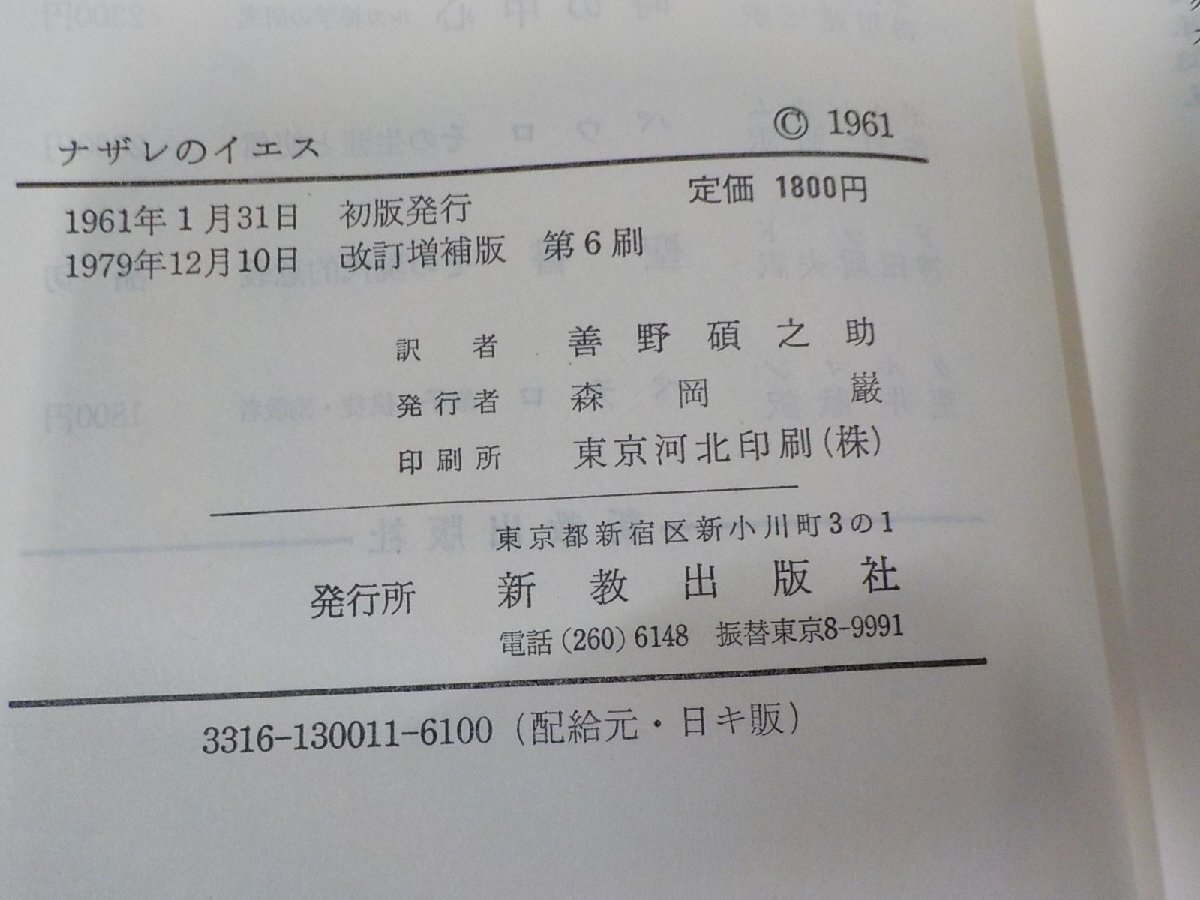 ナザレのイエス
© 1961
1961年1月31日 初版発行
定価 1800円
1979年12月10日 改訂増補版 第6刷
訳者 善野碩之助
発行者 森岡巌
印刷所 東京河北印刷(株)
東京都新宿区新小川町3の1
発行所 新教出版社
電話(260)6148 振替東京8-9991
3316-130011-6100(配給元・日キ販)